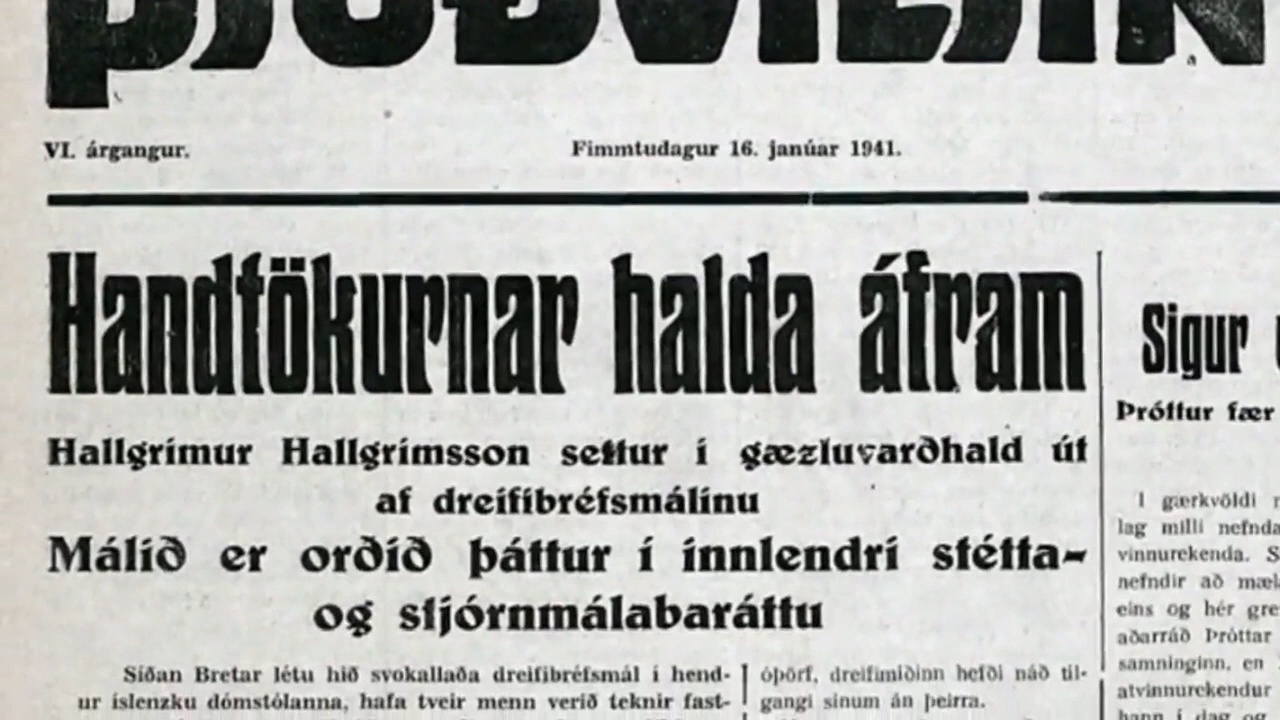 ÞJÓÐVILJIN
VI. árgangur.
Fimmtudagur 16. janúar 1941.
Handtökurnar halda áfram
Hallgrímur Hallgrímsson settur í gæzluvarðhald út
af dreifibréfsmálinu
Málið er orðið þáttur í innlendri stétta-
og stjórnmálabaráttu
Síðan Bretar létu hið svokallaða dreifibréfsmál í hend-
ur íslenzku dómstólanna, hafa tveir menn verið teknir fast-
óþörf, dreifimiðinn hefði náð til-
gangi sínum án þeirra.
Sigur
Þróttur fær
Í gærkvöldi
lag milli nefnda
vinnurekenda. S
nefndir að mæl
eins og hér gre
aðarráð Þróttar
samninginn, en
atvinnurekendur
hann í dag og